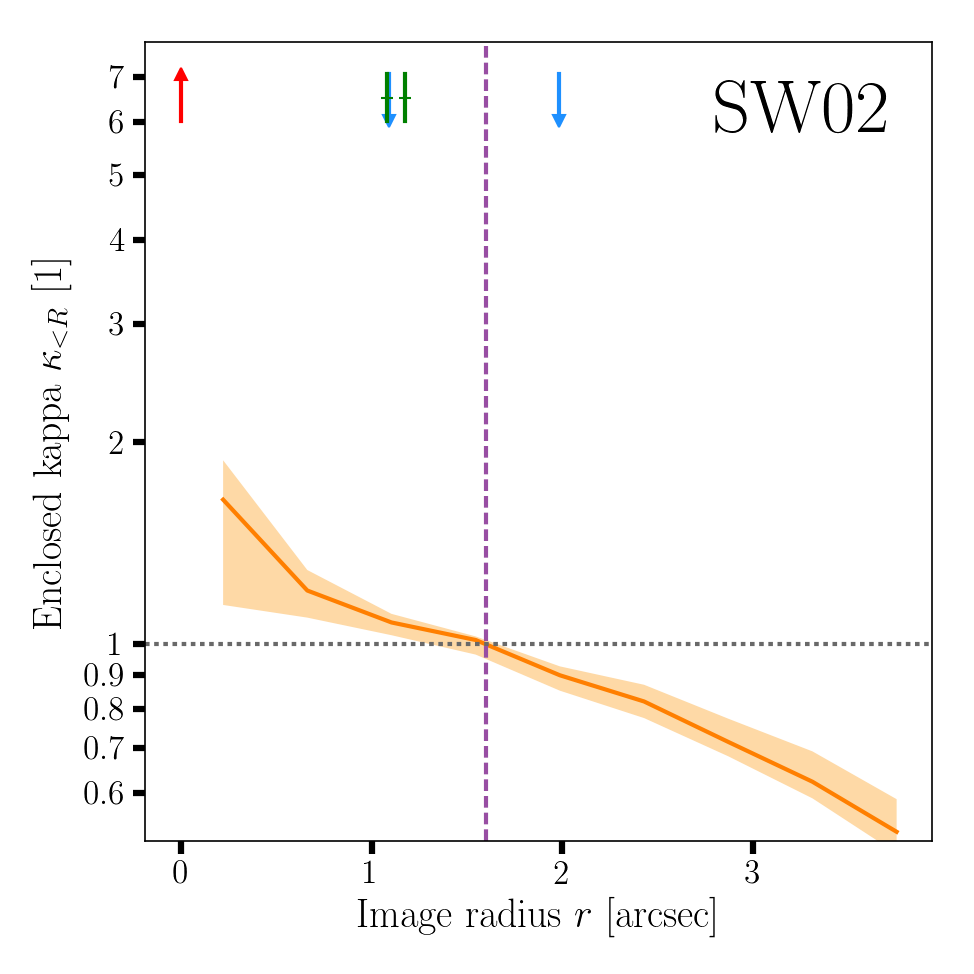 SW02
7
6
5
4
3
2
1
0.9
0.8
0.7
0.6
Enclosed kappa κ<R [1]
0 1 2 3
Image radius r [arcsec]